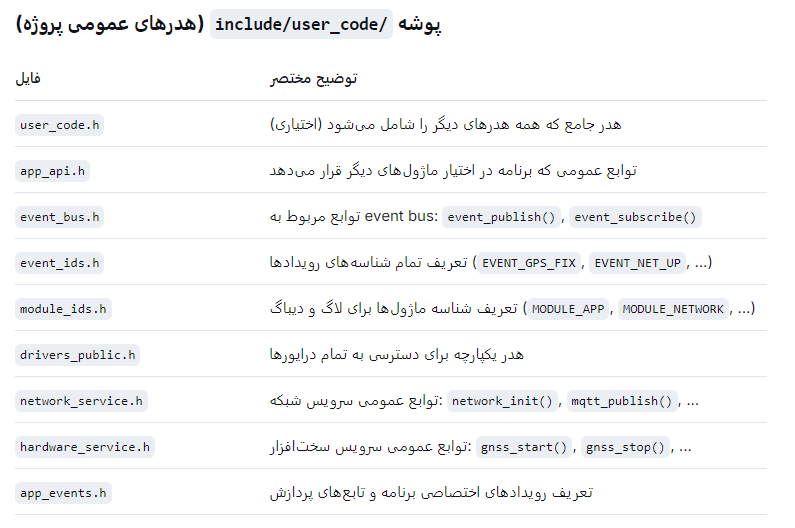 پوشه include/user_code/ (هدرهای عمومی پروژه)
فایل توضیح مختصر
user_code.h هدر جامع که همه هدرهای دیگر را شامل می‌شود (اختیاری)
app_api.h توابع عمومی که برنامه در اختیار ماژول‌های دیگر قرار می‌دهد
event_bus.h توابع مربوط به event bus: event_publish(), event_subscribe()
event_ids.h تعریف تمام شناسه‌های رویدادها (EVENT_GPS_FIX, EVENT_NET_UP, ...)
module_ids.h تعریف شناسه ماژول‌ها برای لاگ و دیباگ (MODULE_APP, MODULE_NETWORK, ...)
drivers_public.h هدر یکپارچه برای دسترسی به تمام درایورها
network_service.h توابع عمومی سرویس شبکه: network_init(), mqtt_publish(), ...
hardware_service.h توابع عمومی سرویس سخت‌افزار: gnss_start(), gnss_stop(), ...
app_events.h تعریف رویدادهای اختصاصی برنامه و تابع‌های پردازش